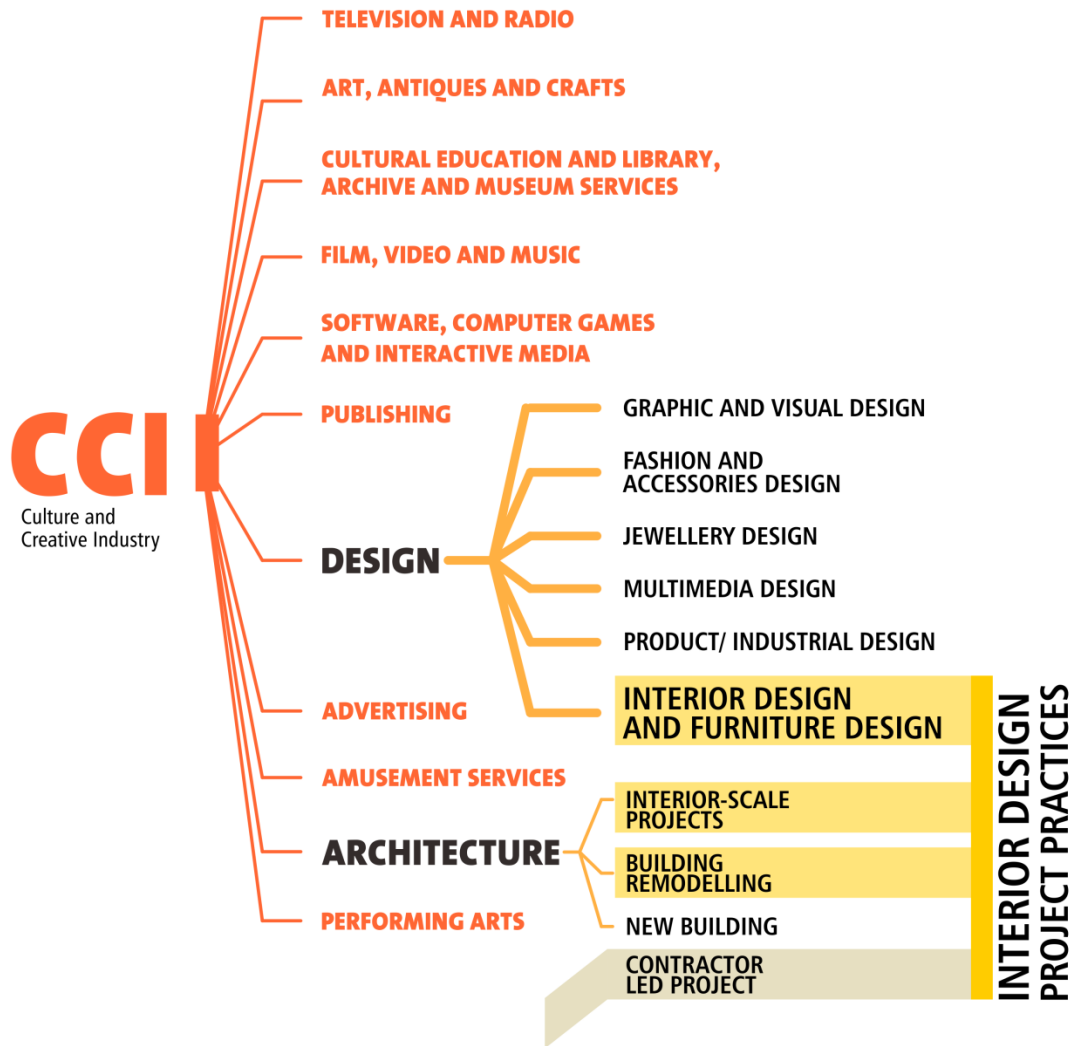 TELEVISION AND RADIO
ART, ANTIQUES AND CRAFTS
CULTURAL EDUCATION AND LIBRARY,
ARCHIVE AND MUSEUM SERVICES
FILM, VIDEO AND MUSIC
SOFTWARE, COMPUTER GAMES
AND INTERACTIVE MEDIA
PUBLISHING
CCI
Culture and
Creative Industry
DESIGN
GRAPHIC AND VISUAL DESIGN
FASHION AND
ACCESSORIES DESIGN
JEWELLERY DESIGN
MULTIMEDIA DESIGN
PRODUCT/ INDUSTRIAL DESIGN
INTERIOR DESIGN
AND FURNITURE DESIGN
ADVERTISING
AMUSEMENT SERVICES
ARCHITECTURE
INTERIOR-SCALE
PROJECTS
BUILDING
REMODELLING
NEW BUILDING
CONTRACTOR
LED PROJECT
PERFORMING ARTS
INTERIOR DESIGN
PROJECT PRACTICES